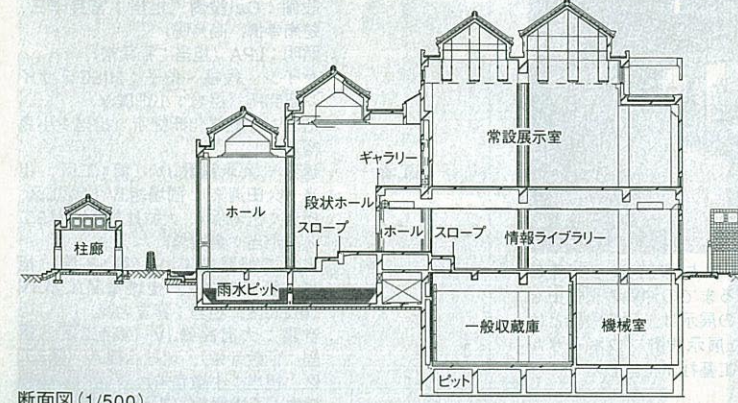 常設展示室
ギャラリー
段状ホール
ホール
スロープ
ホール
スロープ
情報ライブラリー
柱廊
雨水ピット
一般収蔵庫
機械室
ピット
断面図(1/500)